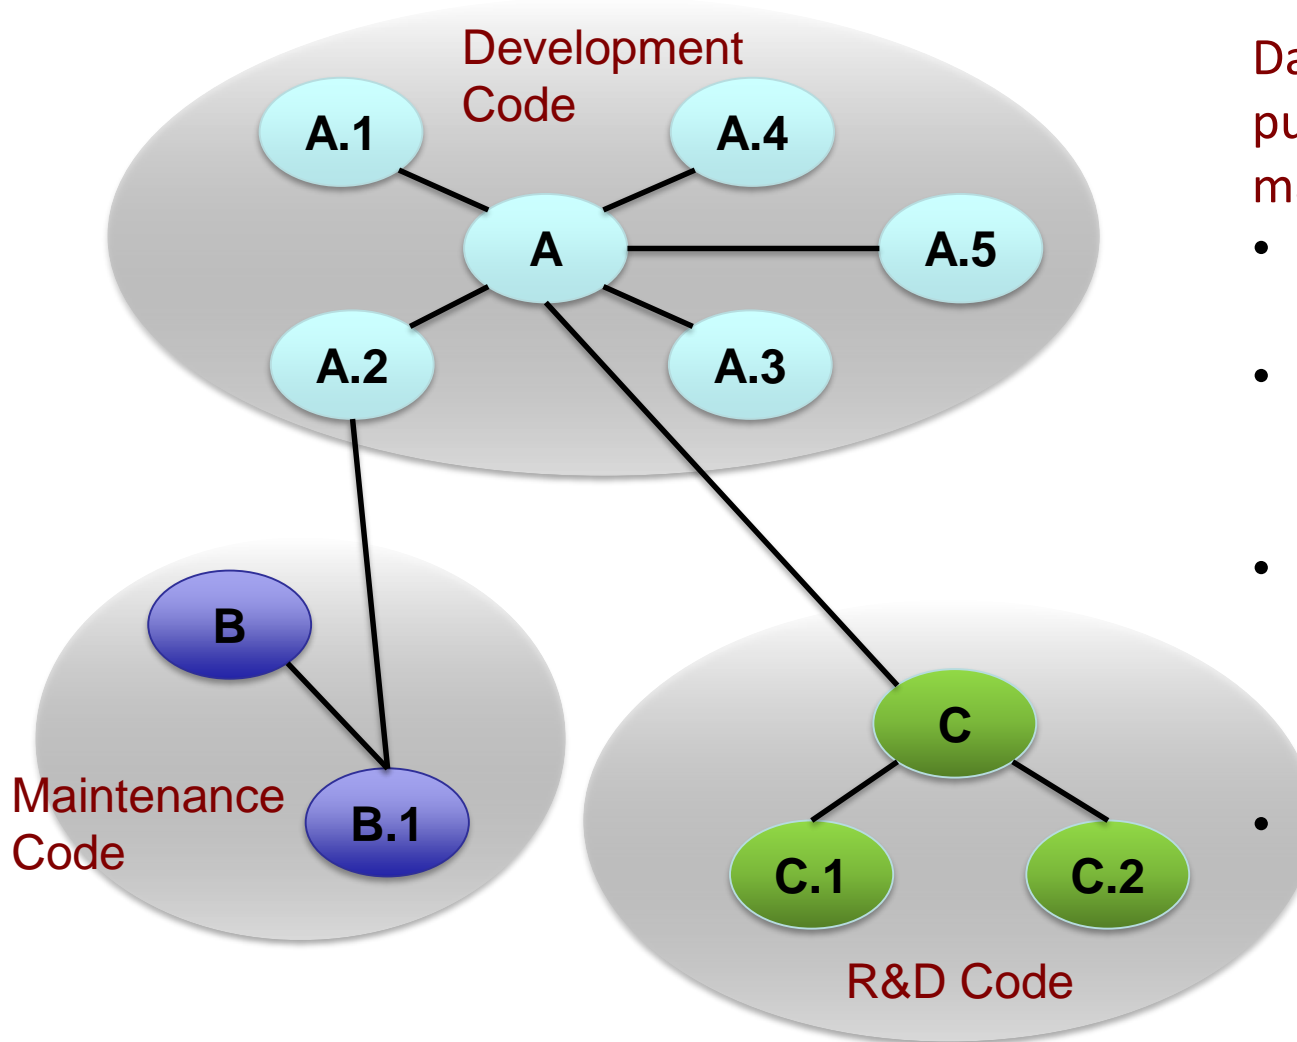 Development
Code
A.1
A.4
A
A.5
A.2
A.3
B
B.1
Maintenance
Code
C
C.1
C.2
R&D Code